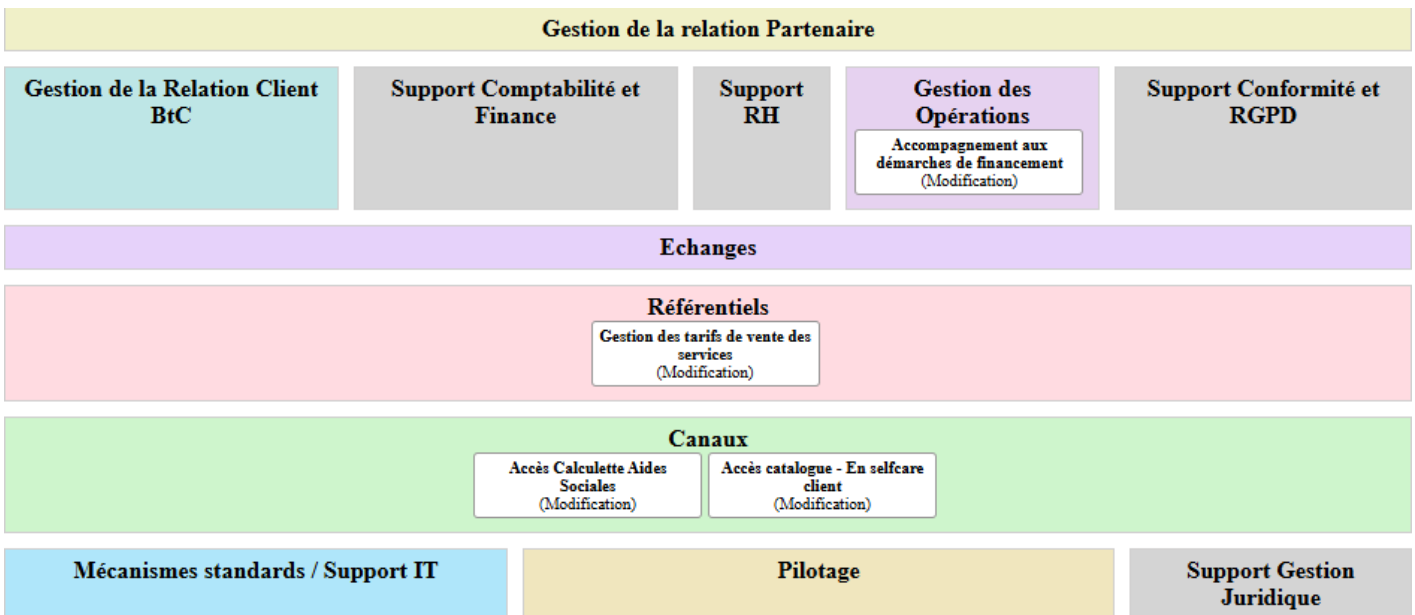 Gestion de la relation Partenaire
Gestion de la Relation Client
BtC
Support Comptabilité et
Finance
Support
RH
Gestion des
Opérations
Accompagnement aux
démarches de financement
(Modification)
Support Conformité et
RGPD
Echanges
Référentiels
Gestion des tarifs de vente des
services
(Modification)
Canaux
Accès Calculette Aides
Sociales
(Modification)
Accès catalogue - En selfcare
client
(Modification)
Mécanismes standards / Support IT
Pilotage
Support Gestion
Juridique